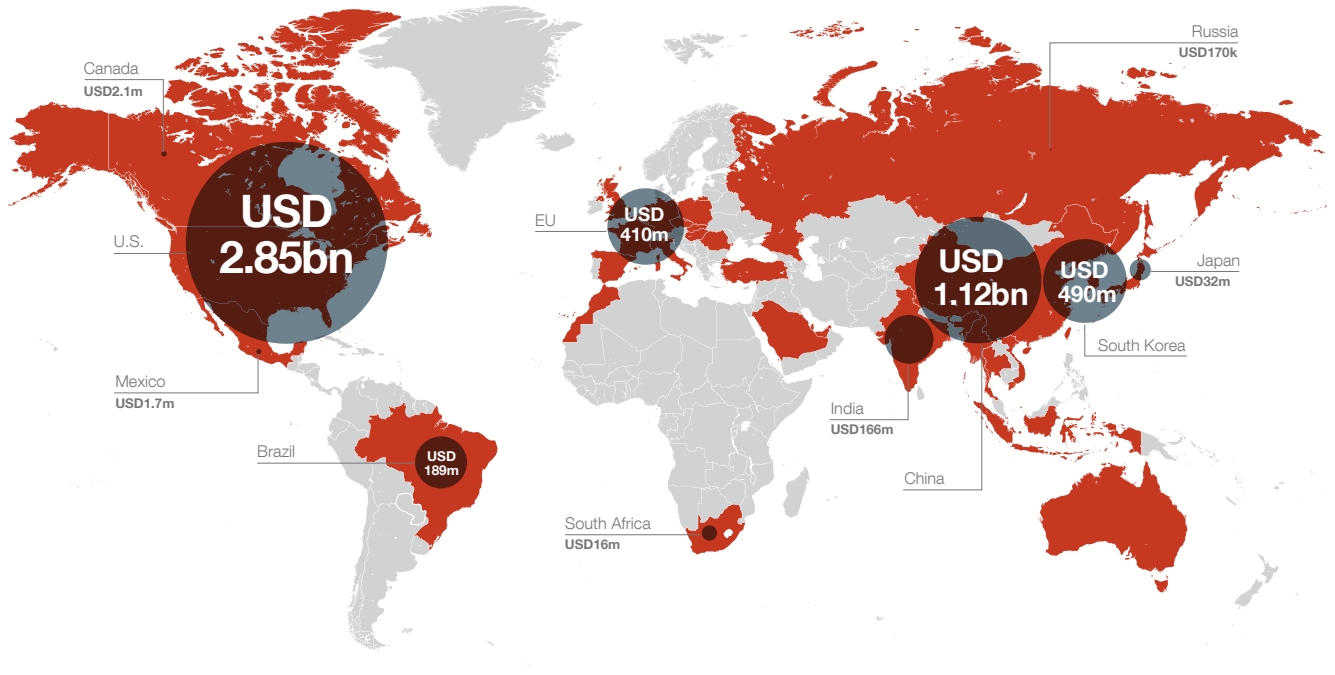 Canada
USD2.1m
U.S.
USD
2.85bn
Mexico
USD1.7m
Brazil
USD
189m
EU
USD
410m
South Africa
USD16m
Russia
USD170k
USD
1.12bn
China
USD
490m
South Korea
Japan
USD32m
India
USD166m